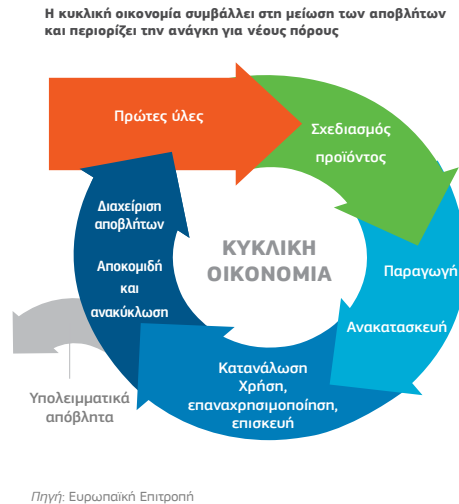 Η κυκλική οικονομία συμβάλλει στη μείωση των αποβλήτων
και περιορίζει την ανάγκη για νέους πόρους
Πρώτες ύλες
Σχεδιασμός
προϊόντος
Παραγωγή
Ανακατασκευή
Κατανάλωση
Χρήση,
επαναχρησιμοποίηση,
επισκευή
Διαχείριση
αποβλήτων
Αποκομιδή
και
ανακύκλωση
Υπολειμματικά
απόβλητα
ΚΥΚΛΙΚΗ
ΟΙΚΟΝΟΜΙΑ
Πηγή: Ευρωπαϊκή Επιτροπή